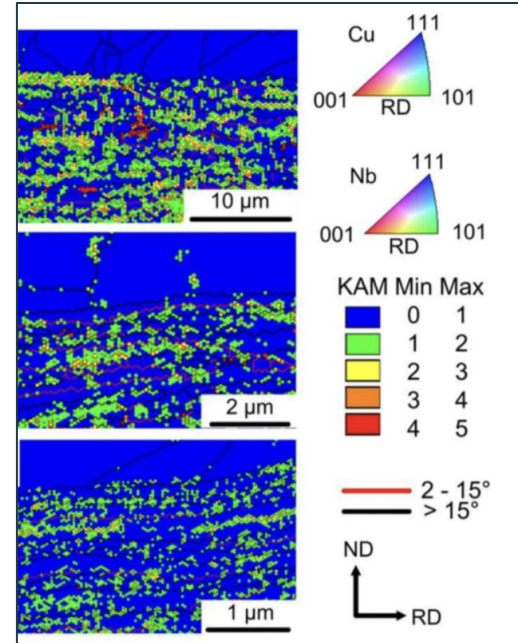 Cu
111
001
101
RD
Nb
111
001
101
RD
10 µm
2 µm
1 µm
KAM Min Max
0 1
1 2
2 3
3 4
4 5
2 - 15°
> 15°
ND
RD